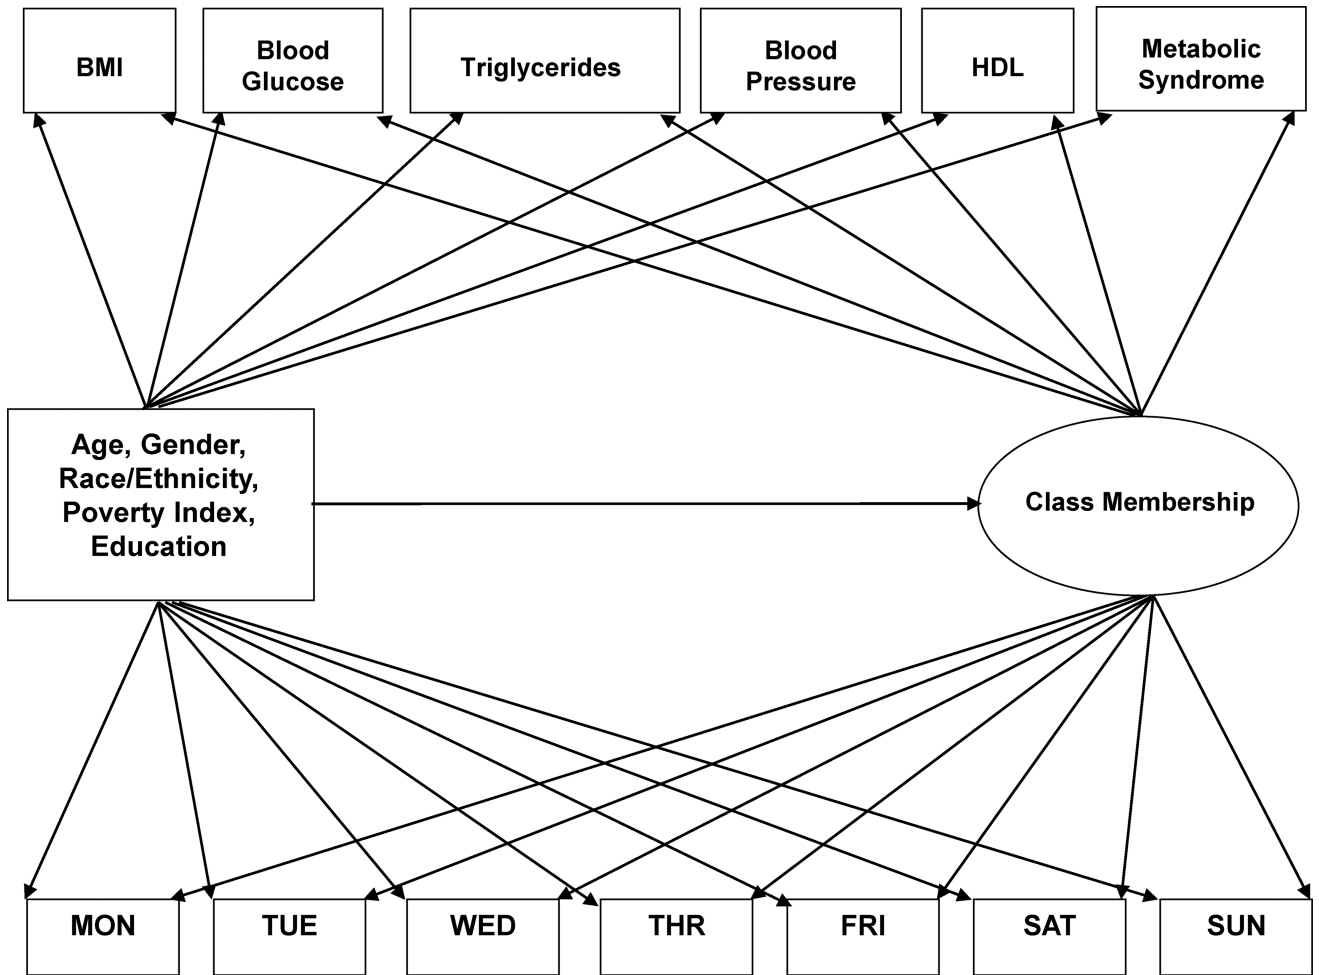 BMI
Blood
Glucose
Triglycerides
Blood
Pressure
HDL
Metabolic
Syndrome
Age, Gender,
Race/Ethnicity,
Poverty Index,
Education
Class Membership
MON
TUE
WED
THR
FRI
SAT
SUN